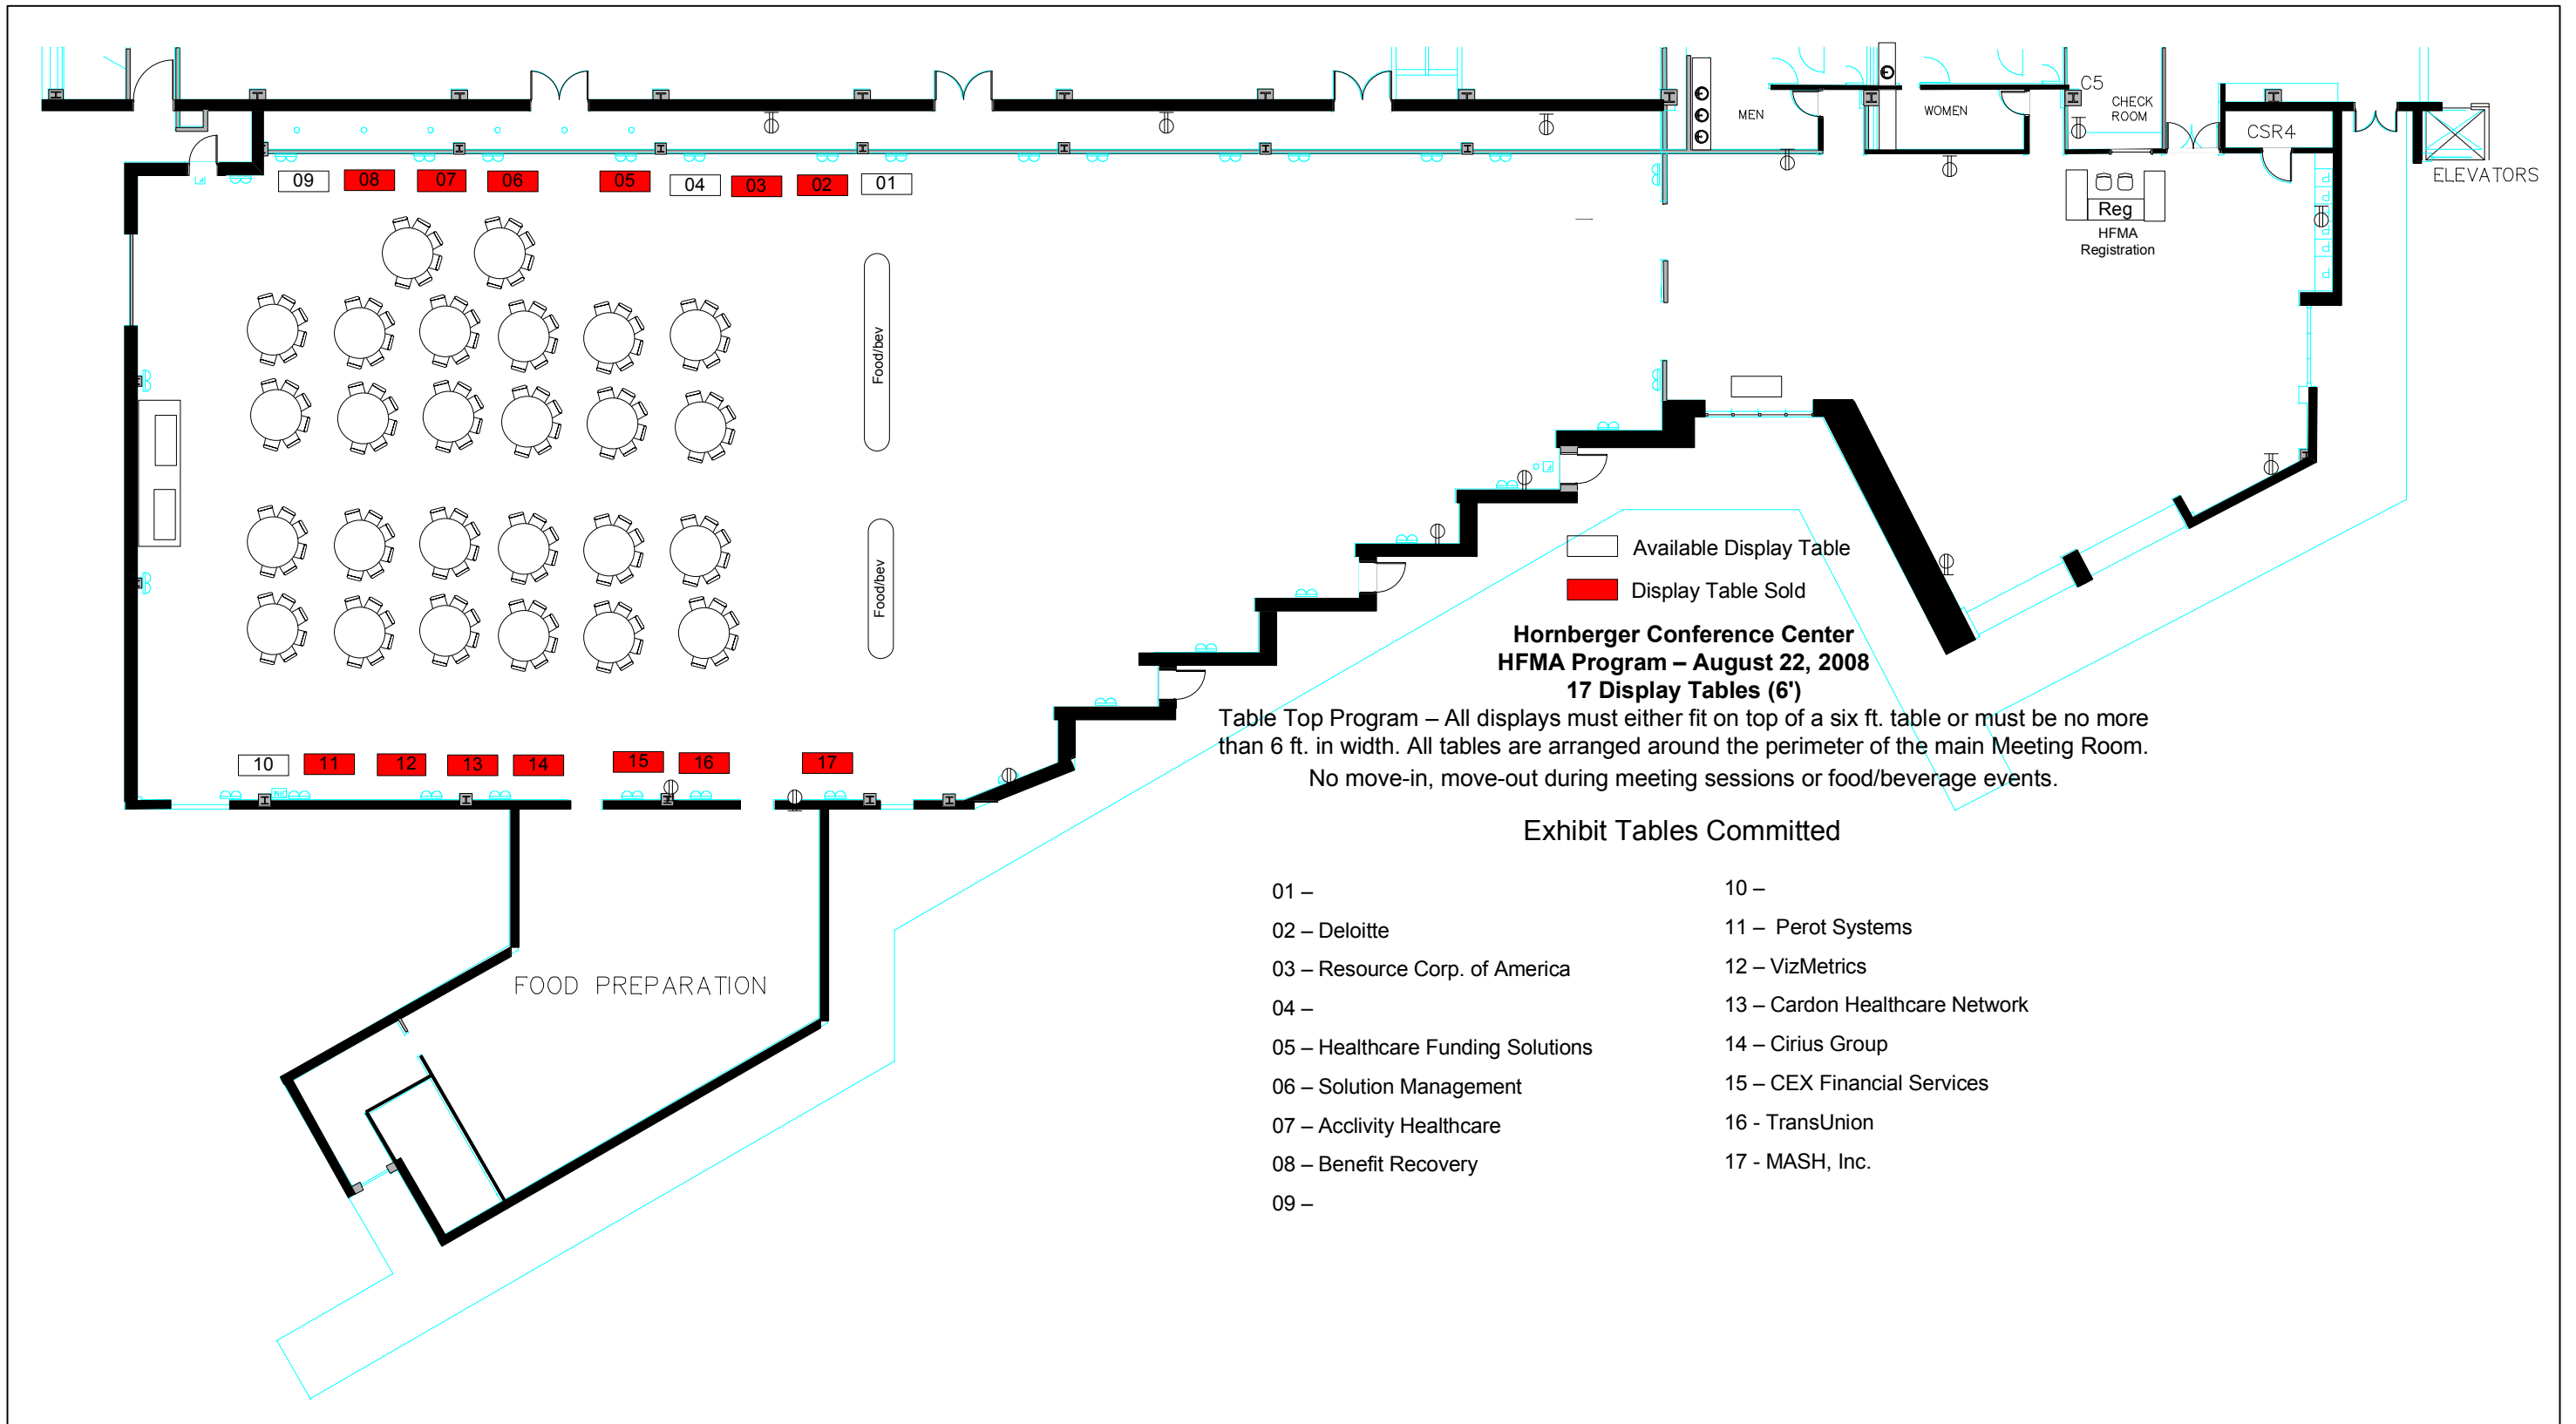 C5
CHECK
ROOM
MEN
WOMEN
CSR4
ELEVATORS
09
08
07
06
05
04
03
02
01
Reg
HFMA
Registration
Food/bev
Food/bev
Available Display Table
Display Table Sold
Hornberger Conference Center
HFMA Program – August 22, 2008
17 Display Tables (6')
Table Top Program – All displays must either fit on top of a six ft. table or must be no more
than 6 ft. in width. All tables are arranged around the perimeter of the main Meeting Room.
No move-in, move-out during meeting sessions or food/beverage events.
10
11
12
13
14
15
16
17
FOOD PREPARATION
Exhibit Tables Committed
01 –
02 – Deloitte
03 – Resource Corp. of America
04 –
05 – Healthcare Funding Solutions
06 – Solution Management
07 – Acclivity Healthcare
08 – Benefit Recovery
09 –
10 –
11 – Perot Systems
12 – VizMetrics
13 – Cardon Healthcare Network
14 – Cirius Group
15 – CEX Financial Services
16 - TransUnion
17 - MASH, Inc.